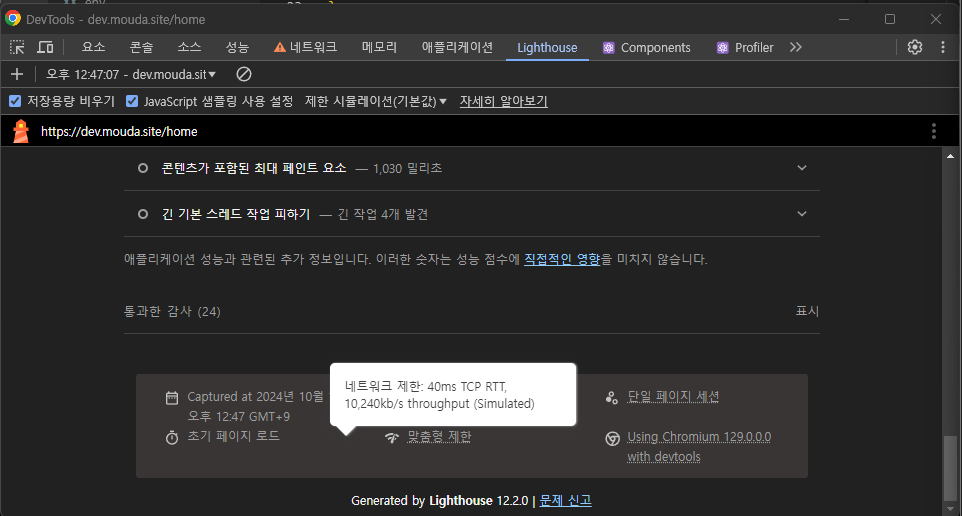 DevTools - dev.mouda.site/home
요소 콘솔 소스 성능 네트워크 메모리 애플리케이션 Lighthouse Components Profiler
오후 12:47:07 - dev.mouda.sit
저장용량 비우기 JavaScript 샘플링 사용 설정 제한 시뮬레이션(기본값) 자세히 알아보기
https://dev.mouda.site/home
콘텐츠가 포함된 최대 페인트 요소 — 1,030 밀리초
긴 기본 스레드 작업 피하기 — 긴 작업 4개 발견
애플리케이션 성능과 관련된 추가 정보입니다. 이러한 숫자는 성능 점수에 직접적인 영향을 미치지 않습니다.
통과한 감사 (24) 표시
네트워크 제한: 40ms TCP RTT,
10,240kb/s throughput (Simulated)
Captured at 2024년 10월
오후 12:47 GMT+9
단일 페이지 세션
초기 페이지 로드
맞춤형 제한
Using Chromium 129.0.0.0
with devtools
Generated by Lighthouse 12.2.0 | 문제 신고